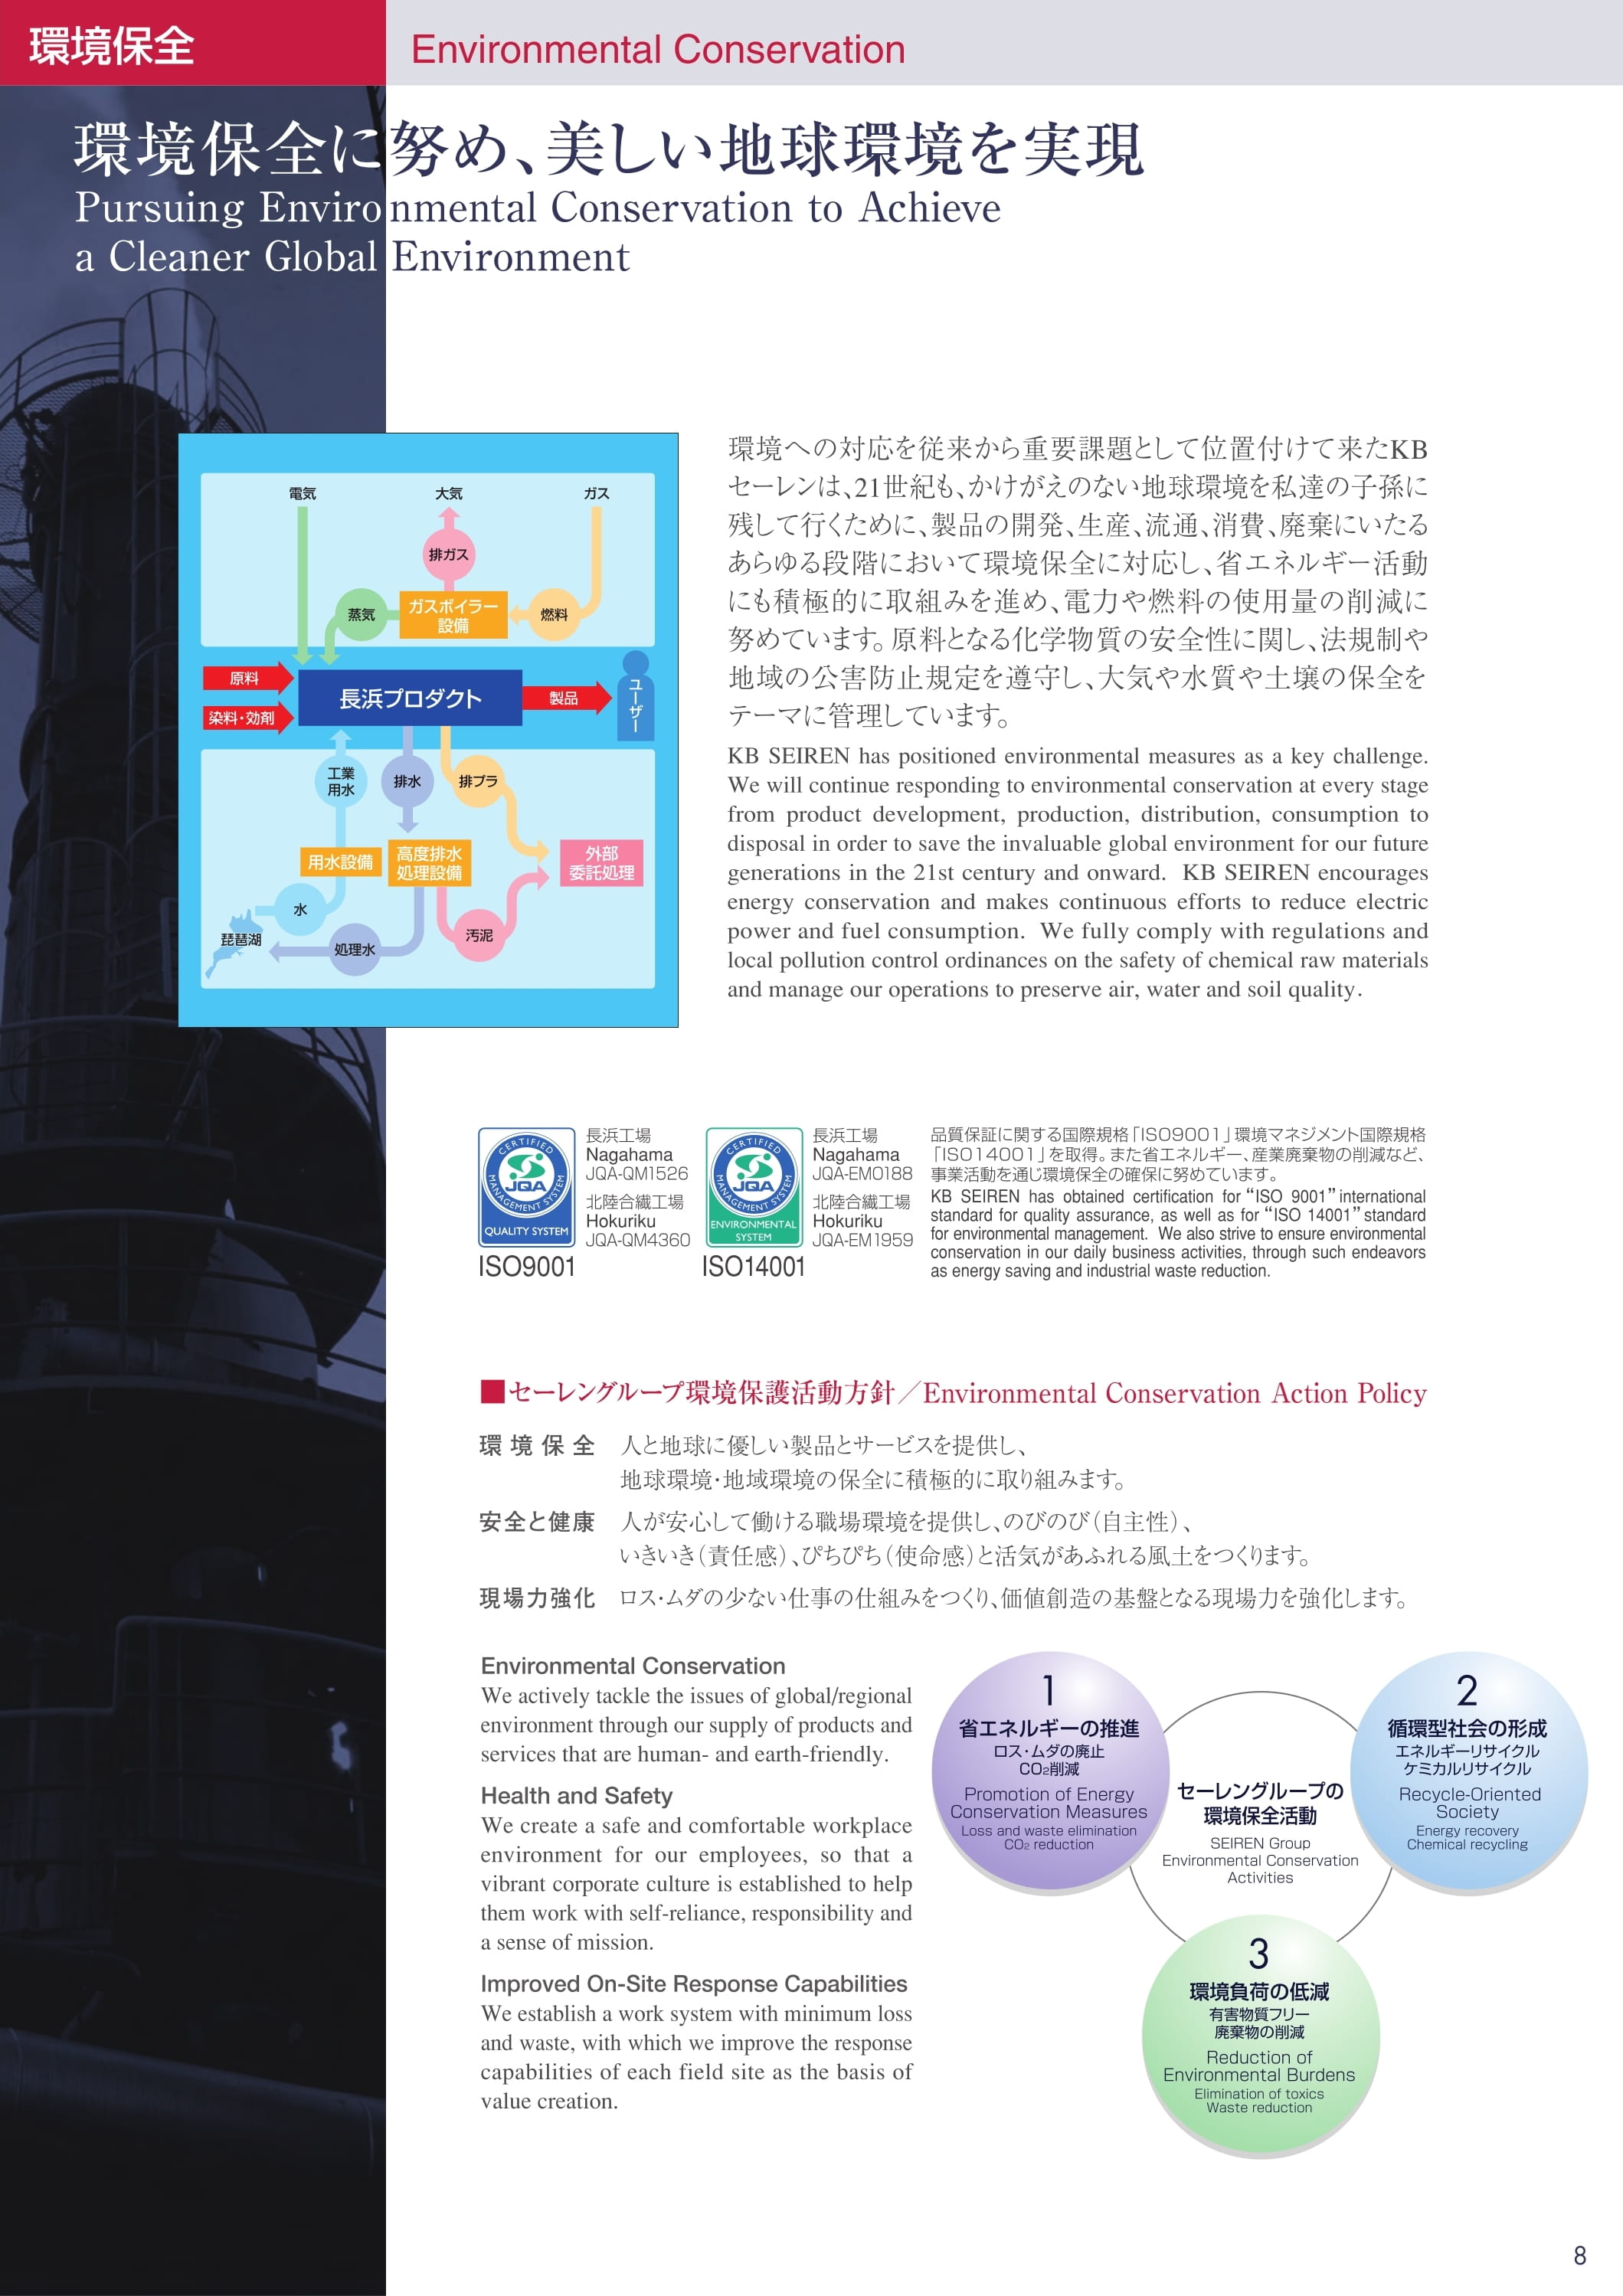 環境保全
Environmental Conservation
環境保全に努め、美しい地球環境を実現
Pursuing Environmental Conservation to Achieve
a Cleaner Global Environment
電気
大気
ガス
排ガス
蒸気
ガスボイラー
設備
燃料
原料
染料・効剤
長浜プロダクト
製品
ユーザー
工業
用水
排水
排プラ
用水設備
高度排水
処理設備
外部
委託処理
水
琵琶湖
処理水
汚泥
環境への対応を従来から重要課題として位置付けて来たKB
セーレンは、21世紀も、かけがえのない地球環境を私達の子孫に
残して行くために、製品の開発、生産、流通、消費、廃棄にいたる
あらゆる段階において環境保全に対応し、省エネルギー活動
にも積極的に取組みを進め、電力や燃料の使用量の削減に
努めています。原料となる化学物質の安全性に関し、法規制や
地域の公害防止規定を遵守し、大気や水質や土壌の保全を
テーマに管理しています。
KB SEIREN has positioned environmental measures as a key challenge.
We will continue responding to environmental conservation at every stage
from product development, production, distribution, consumption to
disposal in order to save the invaluable global environment for our future
generations in the 21st century and onward. KB SEIREN encourages
energy conservation and makes continuous efforts to reduce electric
power and fuel consumption. We fully comply with regulations and
local pollution control ordinances on the safety of chemical raw materials
and manage our operations to preserve air, water and soil quality.
CERTIFIED
JQA
MANAGEMENT SYSTEM
QUALITY SYSTEM
ISO9001
長浜工場
Nagahama
JQA-QM1526
北陸合繊工場
Hokuriku
JQA-QM4360
CERTIFIED
JQA
MANAGEMENT SYSTEM
ENVIRONMENTAL
SYSTEM
ISO14001
長浜工場
Nagahama
JQA-EM0188
北陸合繊工場
Hokuriku
JQA-EM1959
品質保証に関する国際規格「ISO9001」環境マネジメント国際規格
「ISO14001」を取得。また省エネルギー、産業廃棄物の削減など、
事業活動を通じ環境保全の確保に努めています。
KB SEIREN has obtained certification for “ISO 9001” international
standard for quality assurance, as well as for “ISO 14001” standard
for environmental management. We also strive to ensure environmental
conservation in our daily business activities, through such endeavors
as energy saving and industrial waste reduction.
■セーレングループ環境保護活動方針／Environmental Conservation Action Policy
環境保全 人と地球に優しい製品とサービスを提供し、
地球環境・地域環境の保全に積極的に取り組みます。
安全と健康 人が安心して働ける職場環境を提供し、のびのび（自主性）、
いきいき（責任感）、ぴちぴち（使命感）と活気があふれる風土をつくります。
現場力強化 ロス・ムダの少ない仕事の仕組みをつくり、価値創造の基盤となる現場力を強化します。
Environmental Conservation
We actively tackle the issues of global/regional
environment through our supply of products and
services that are human- and earth-friendly.
Health and Safety
We create a safe and comfortable workplace
environment for our employees, so that a
vibrant corporate culture is established to help
them work with self-reliance, responsibility and
a sense of mission.
Improved On-Site Response Capabilities
We establish a work system with minimum loss
and waste, with which we improve the response
capabilities of each field site as the basis of
value creation.
1
省エネルギーの推進
ロス・ムダの廃止
CO₂削減
Promotion of Energy
Conservation Measures
Loss and waste elimination
CO₂ reduction
セーレングループの
環境保全活動
SEIREN Group
Environmental Conservation
Activities
2
循環型社会の形成
エネルギーリサイクル
ケミカルリサイクル
Recycle-Oriented
Society
Energy recovery
Chemical recycling
3
環境負荷の低減
有害物質フリー
廃棄物の削減
Reduction of
Environmental Burdens
Elimination of toxics
Waste reduction
8